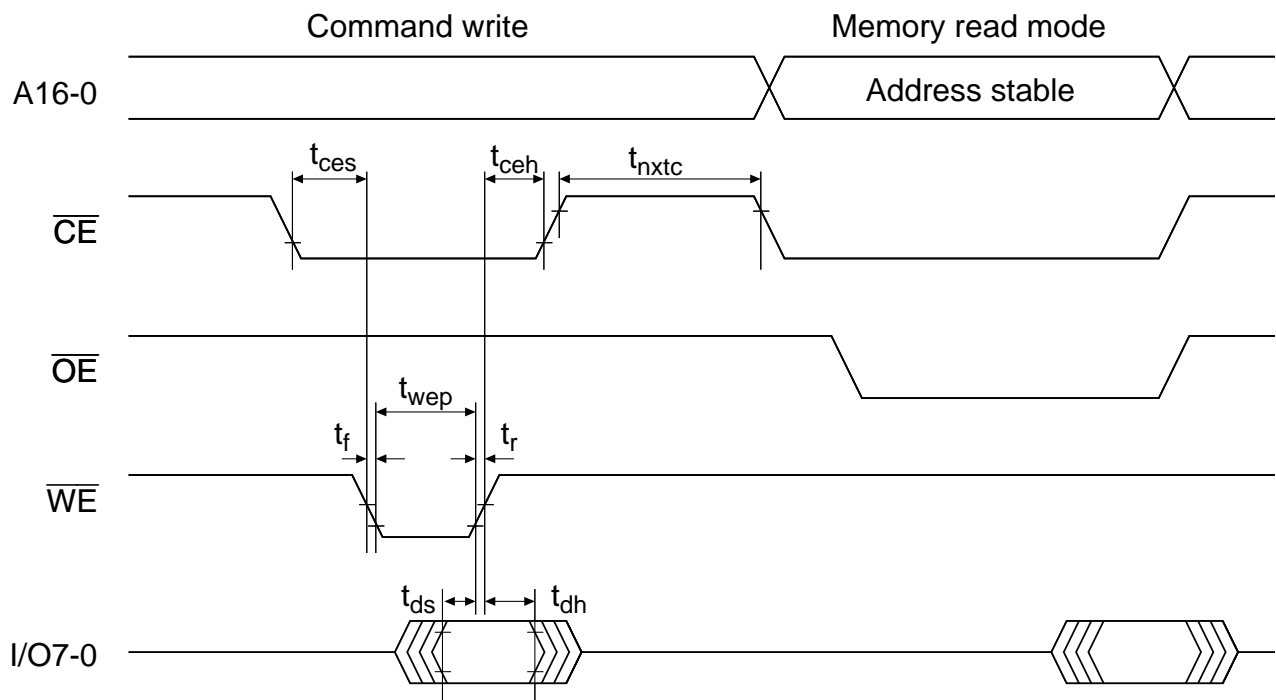 Command write
Memory read mode
A16-0
Address stable
tces
tceh
tnxtc
CE
OE
twep
tf
tr
WE
tds
tdh
I/O7-0